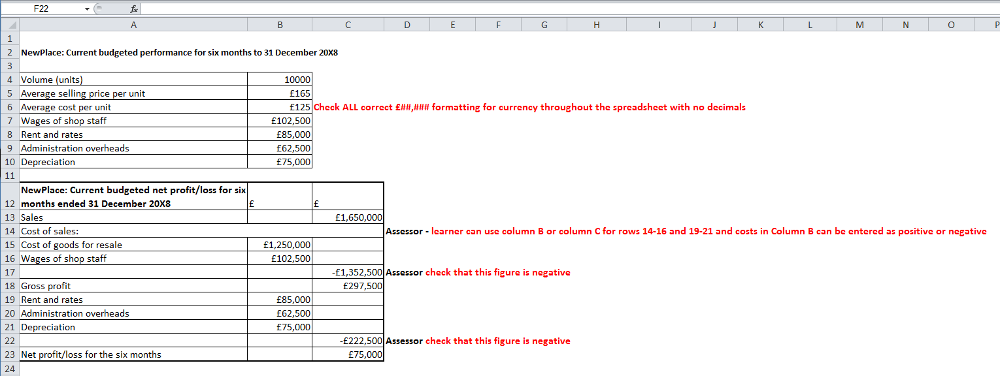 F22 fx
A B C D E F G H I J K L M N O P
1
2 NewPlace: Current budgeted performance for six months to 31 December 20X8
3
4 Volume (units) 10000
5 Average selling price per unit £165
6 Average cost per unit £125 Check ALL correct £##,### formatting for currency throughout the spreadsheet with no decimals
7 Wages of shop staff £102,500
8 Rent and rates £85,000
9 Administration overheads £62,500
10 Depreciation £75,000
11
NewPlace: Current budgeted net profit/loss for six
12 months ended 31 December 20X8 £ £
13 Sales £1,650,000
14 Cost of sales: Assessor - learner can use column B or column C for rows 14-16 and 19-21 and costs in Column B can be entered as positive or negative
15 Cost of goods for resale £1,250,000
16 Wages of shop staff £102,500
17 -£1,352,500 Assessor check that this figure is negative
18 Gross profit £297,500
19 Rent and rates £85,000
20 Administration overheads £62,500
21 Depreciation £75,000
22 -£222,500 Assessor check that this figure is negative
23 Net profit/loss for the six months £75,000
24